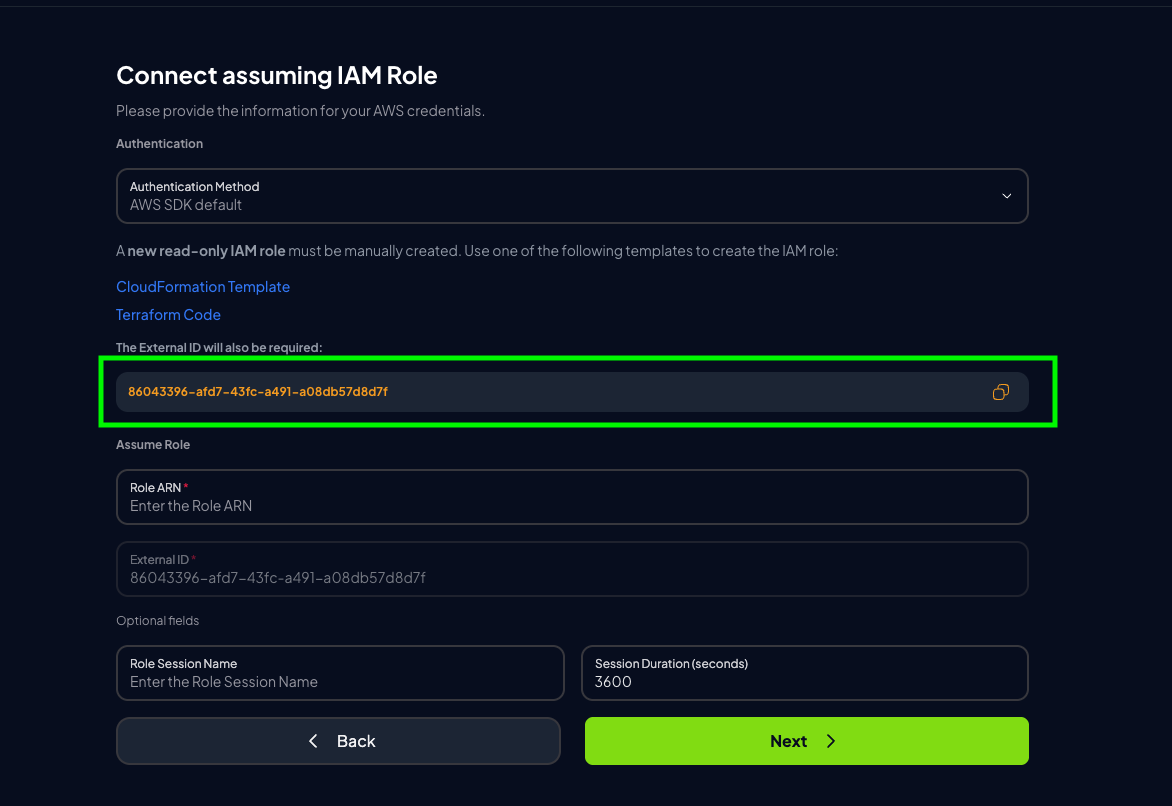 Connect assuming IAM Role
Please provide the information for your AWS credentials.
Authentication
Authentication Method
AWS SDK default
A new read-only IAM role must be manually created. Use one of the following templates to create the IAM role:
CloudFormation Template
Terraform Code
The External ID will also be required:
86043396-afd7-43fc-a491-a08db57d8d7f
Assume Role
Role ARN *
Enter the Role ARN
External ID *
86043396-afd7-43fc-a491-a08db57d8d7f
Optional fields
Role Session Name
Enter the Role Session Name
Session Duration (seconds)
3600
Back
Next